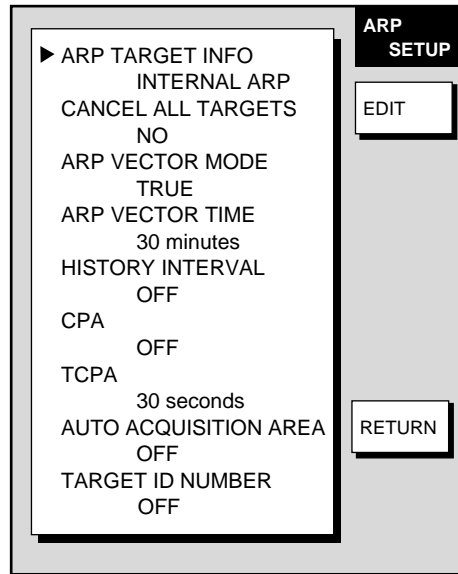 ARP
SETUP
▶ ARP TARGET INFO
INTERNAL ARP
CANCEL ALL TARGETS
NO
ARP VECTOR MODE
TRUE
ARP VECTOR TIME
30 minutes
HISTORY INTERVAL
OFF
CPA
OFF
TCPA
30 seconds
AUTO ACQUISITION AREA
OFF
TARGET ID NUMBER
OFF
EDIT
RETURN